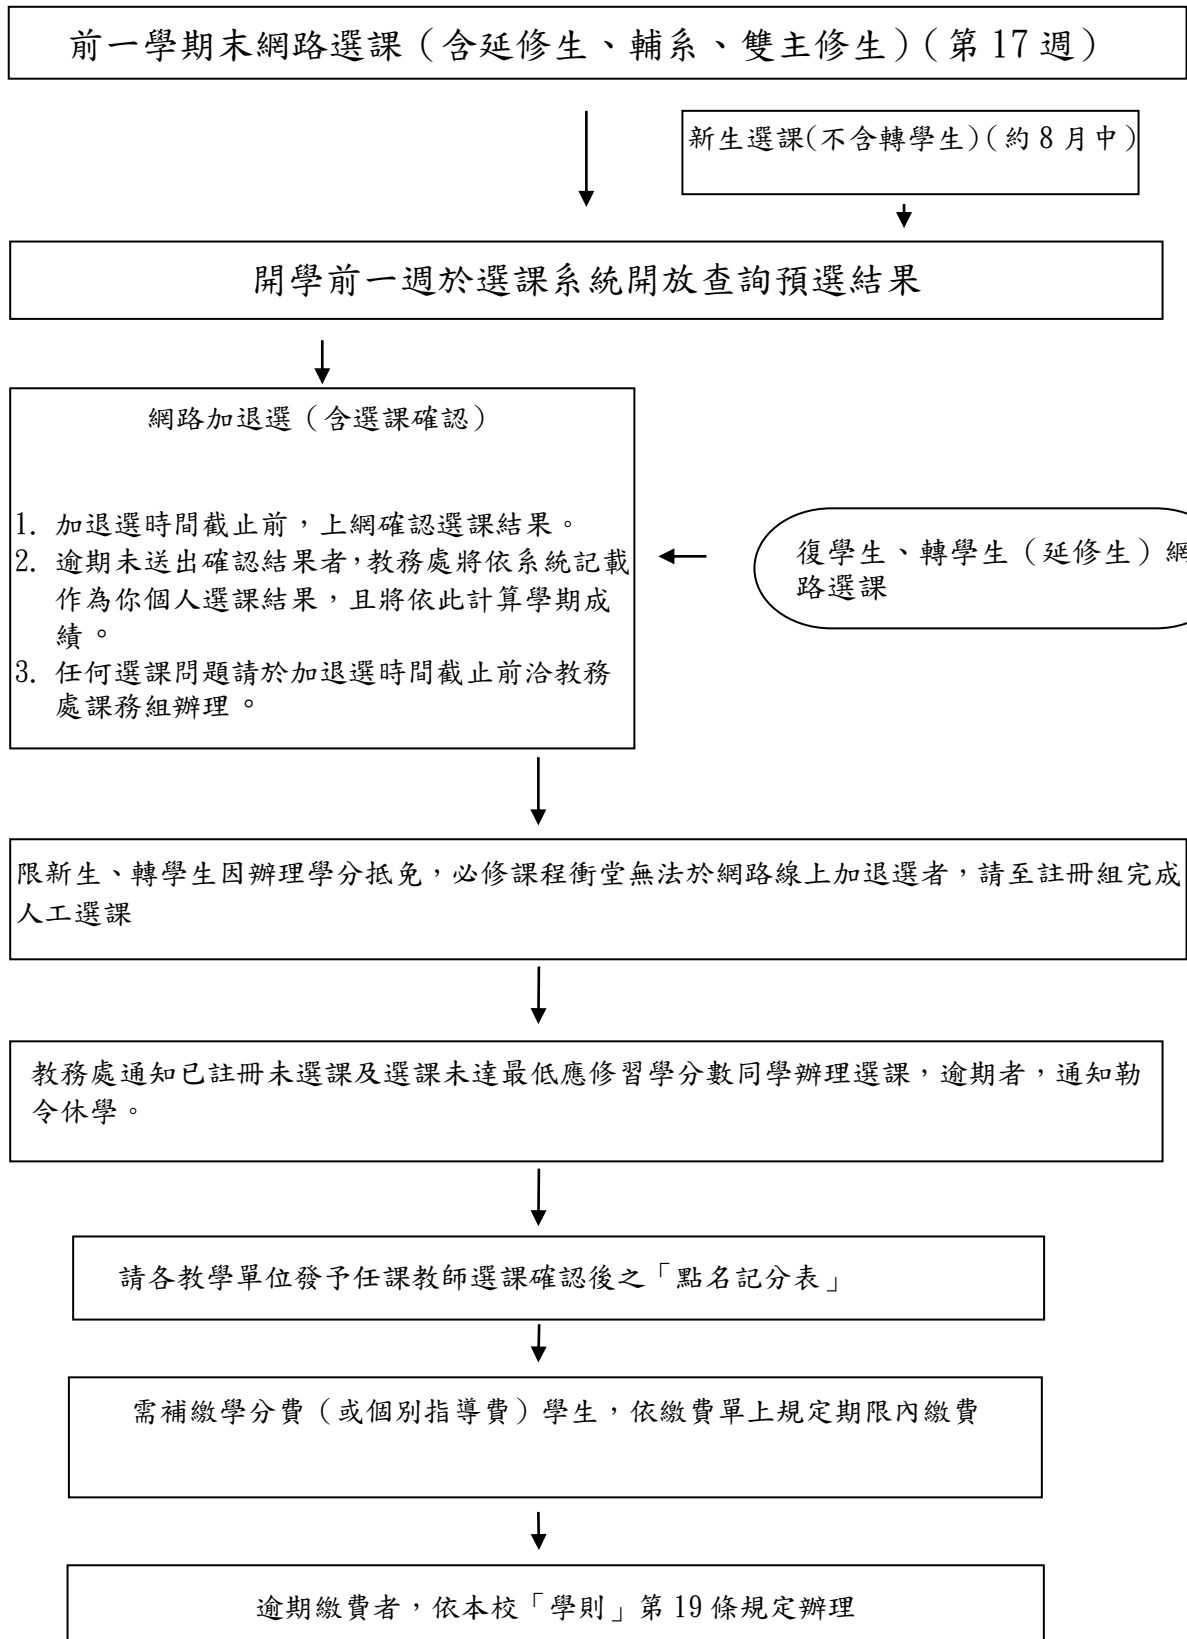 前一學期末網路選課（含延修生、輔系、雙主修生）（第 17 週）
新生選課(不含轉學生)（約 8 月中）
開學前一週於選課系統開放查詢預選結果
網路加退選（含選課確認）
1. 加退選時間截止前，上網確認選課結果。
2. 逾期未送出確認結果者，教務處將依系統記載
作為你個人選課結果，且將依此計算學期成
績。
3. 任何選課問題請於加退選時間截止前洽教務
處課務組辦理。
復學生、轉學生（延修生）網
路選課
限新生、轉學生因辦理學分抵免，必修課程衝堂無法於網路線上加退選者，請至註冊組完成
人工選課
教務處通知已註冊未選課及選課未達最低應修習學分數同學辦理選課，逾期者，通知勒
令休學。
請各教學單位發予任課教師選課確認後之「點名記分表」
需補繳學分費（或個別指導費）學生，依繳費單上規定期限內繳費
逾期繳費者，依本校「學則」第 19 條規定辦理